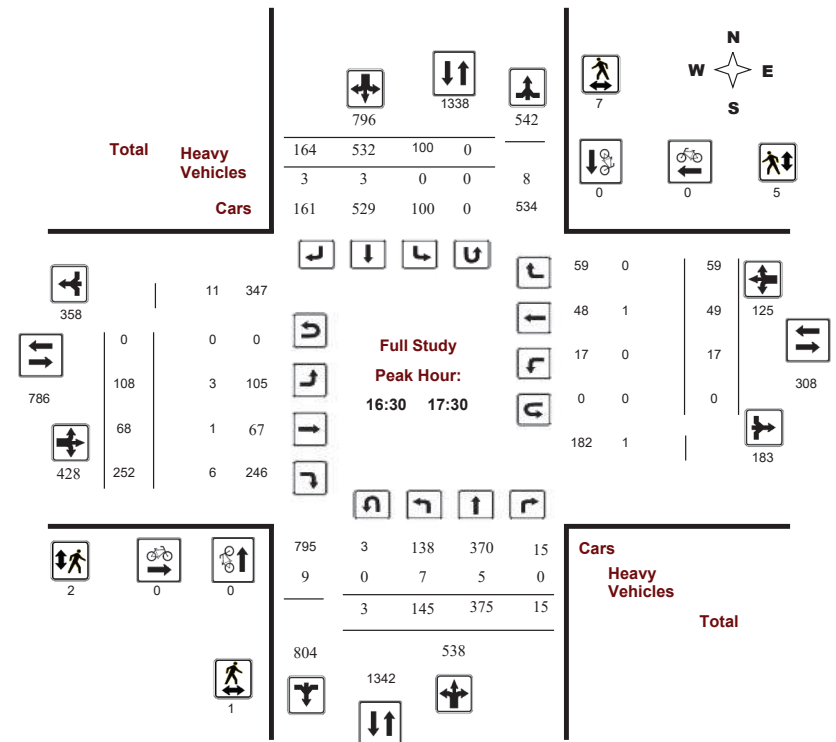 N
W E
S
796
1338
542
7
Total
Heavy
Vehicles
Cars
164 532 100 0
3 3 0 0 8
161 529 100 0 534
0 0 5
358
11 347
0 0 0
786
108 3 105
68 1 67
428
252 6 246
Full Study
Peak Hour:
16:30 17:30
59 0 59
48 1 49
125
17 0 17
308
0 0 0
182 1
183
795 3 138 370 15
9 0 7 5 0
3 145 375 15
804 538
1342
2 0 0
1
Cars
Heavy
Vehicles
Total